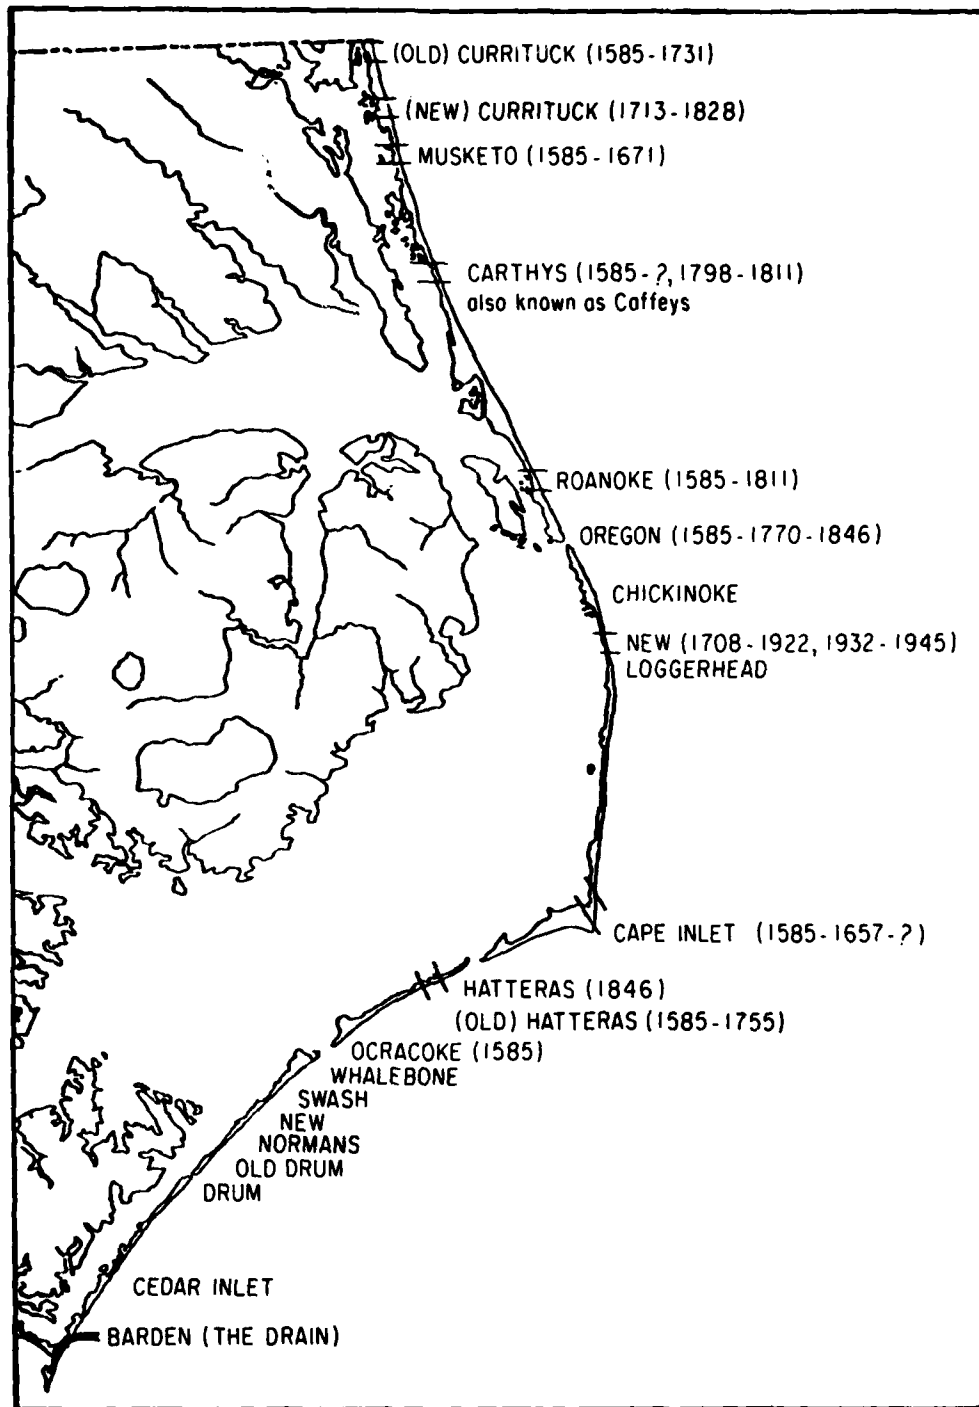 (OLD) CURRITUCK (1585-1731)
(NEW) CURRITUCK (1713-1828)
MUSKETO (1585-1671)
CARTHYS (1585-?, 1798-1811)
also known as Caffeys
ROANOKE (1585-1811)
OREGON (1585-1770-1846)
CHICKINOKE
NEW (1708-1922, 1932-1945)
LOGGERHEAD
CAPE INLET (1585-1657-?)
HATTERAS (1846)
(OLD) HATTERAS (1585-1755)
OCRACOKE (1585)
WHALEBONE
SWASH
NEW
NORMANS
OLD DRUM
DRUM
CEDAR INLET
BARDEN (THE DRAIN)